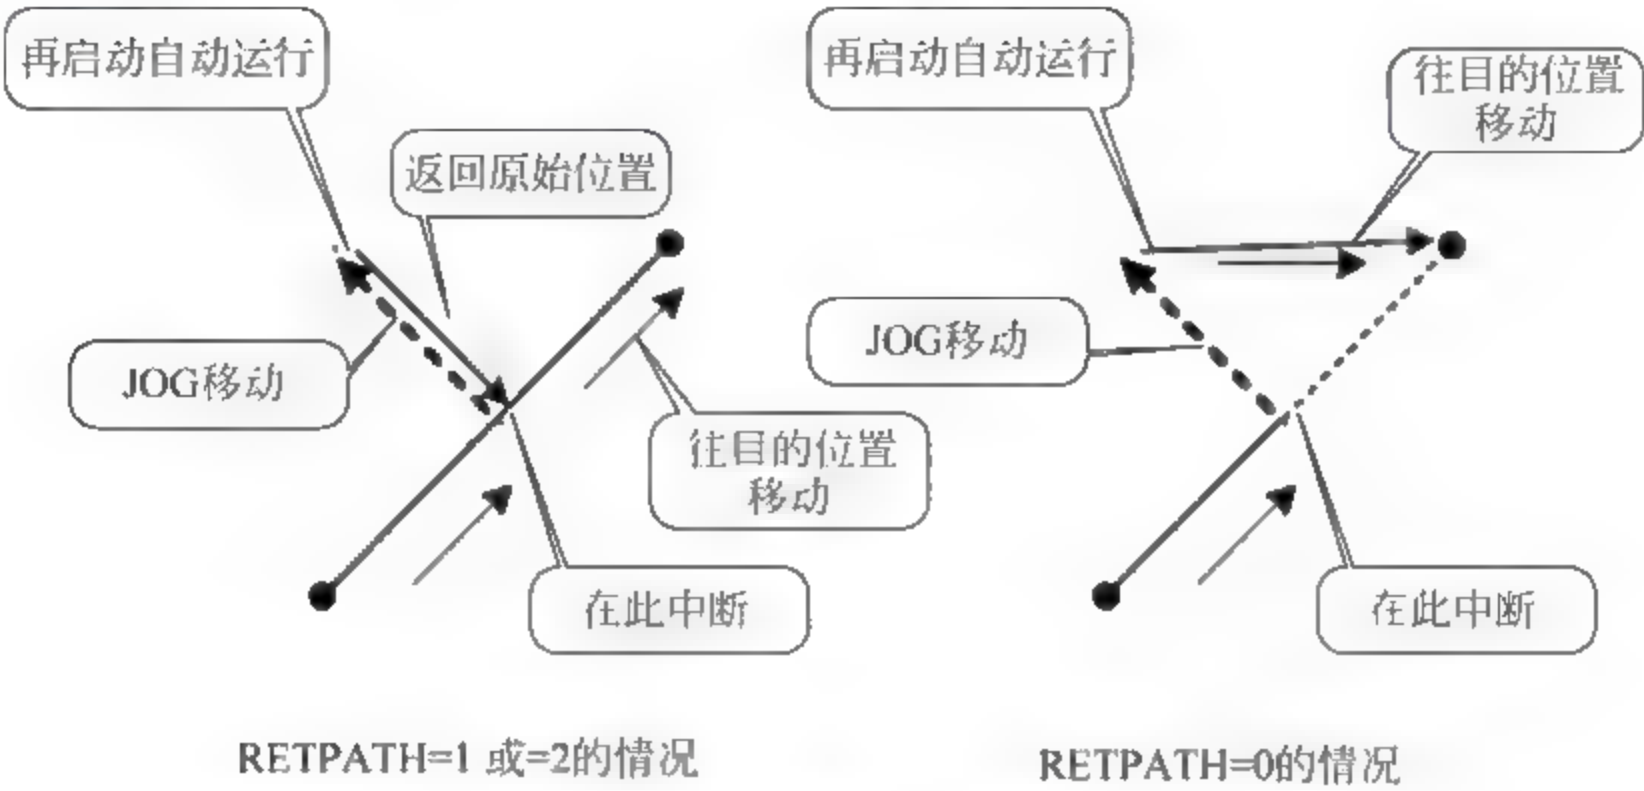 再启动自动运行
返回原始位置
JOG移动
往目的位置
移动
在此中断
RETPATH=1 或=2的情况
再启动自动运行
往目的位置
移动
JOG移动
在此中断
RETPATH=0的情况